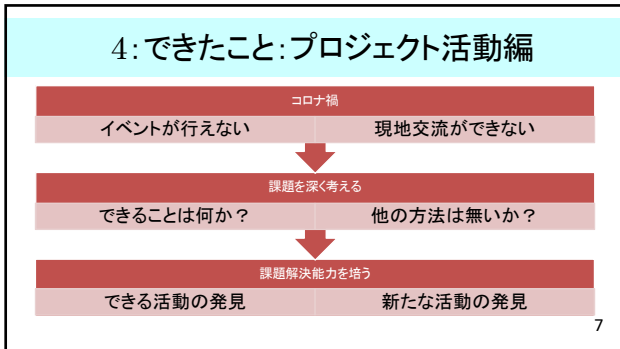 4:できたこと:プロジェクト活動編
コロナ禍
イベントが行えない 現地交流ができない
課題を深く考える
できることは何か? 他の方法は無いか?
課題解決能力を培う
できる活動の発見 新たな活動の発見
7